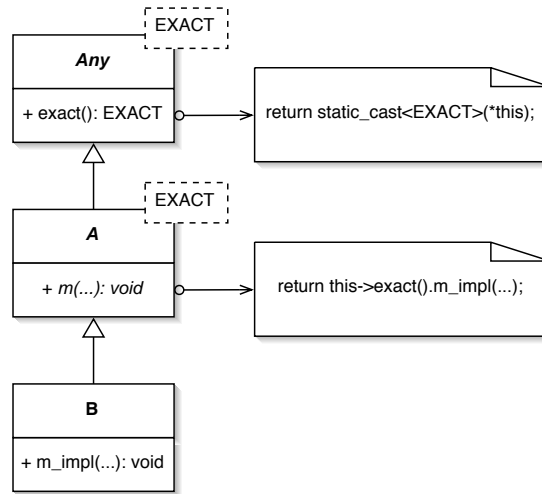 EXACT
Any
+ exact(): EXACT
return static_cast<EXACT>(*this);
EXACT
A
+ m(...): void
return this->exact().m_impl(...);
B
+ m_impl(...): void